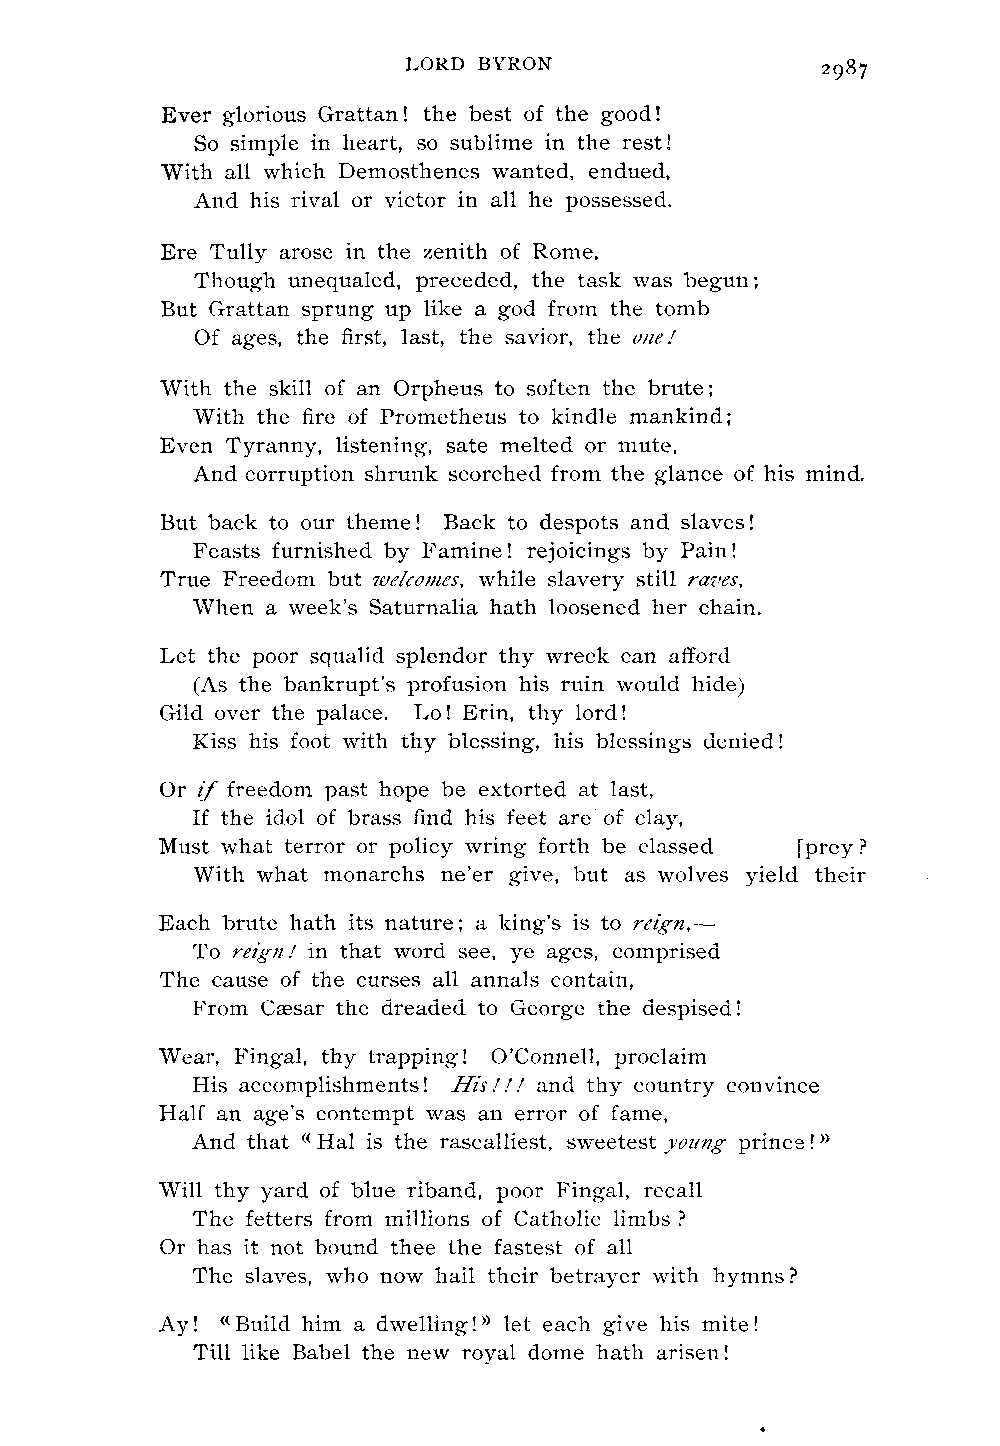 LORD BYRON 2987
Ever glorious Grattan! the best of the good!
So simple in heart, so sublime in the rest!
With all which Demosthenes wanted, endued,
And his rival or victor in all he possessed.
Ere Tully arose in the zenith of Rome,
Though unequaled, preceded, the task was begun;
But Grattan sprung up like a god from the tomb
Of ages, the first, last, the savior, the one!
With the skill of an Orpheus to soften the brute;
With the fire of Prometheus to kindle mankind;
Even Tyranny, listening, sate melted or mute,
And corruption shrunk scorched from the glance of his mind.
But back to our theme! Back to despots and slaves!
Feasts furnished by Famine! rejoicings by Pain!
True Freedom but welcomes, while slavery still raves,
When a week's Saturnalia hath loosened her chain.
Let the poor squalid splendor thy wreck can afford
(As the bankrupt's profusion his ruin would hide)
Gild over the palace. Lo! Erin, thy lord!
Kiss his foot with thy blessing, his blessings denied!
Or if freedom past hope be extorted at last,
If the idol of brass find his feet are of clay,
Must what terror or policy wring forth be classed [prey?
With what monarchs ne'er give, but as wolves yield their
Each brute hath its nature; a king's is to reign,—
To reign! in that word see, ye ages, comprised
The cause of the curses all annals contain,
From Cæsar the dreaded to George the despised!
Wear, Fingal, thy trapping! O'Connell, proclaim
His accomplishments! His!!! and thy country convince
Half an age's contempt was an error of fame,
And that "Hal is the rascalliest, sweetest young prince!"
Will thy yard of blue riband, poor Fingal, recall
The fetters from millions of Catholic limbs?
Or has it not bound thee the fastest of all
The slaves, who now hail their betrayer with hymns?
Ay! "Build him a dwelling!" let each give his mite!
Till like Babel the new royal dome hath arisen!